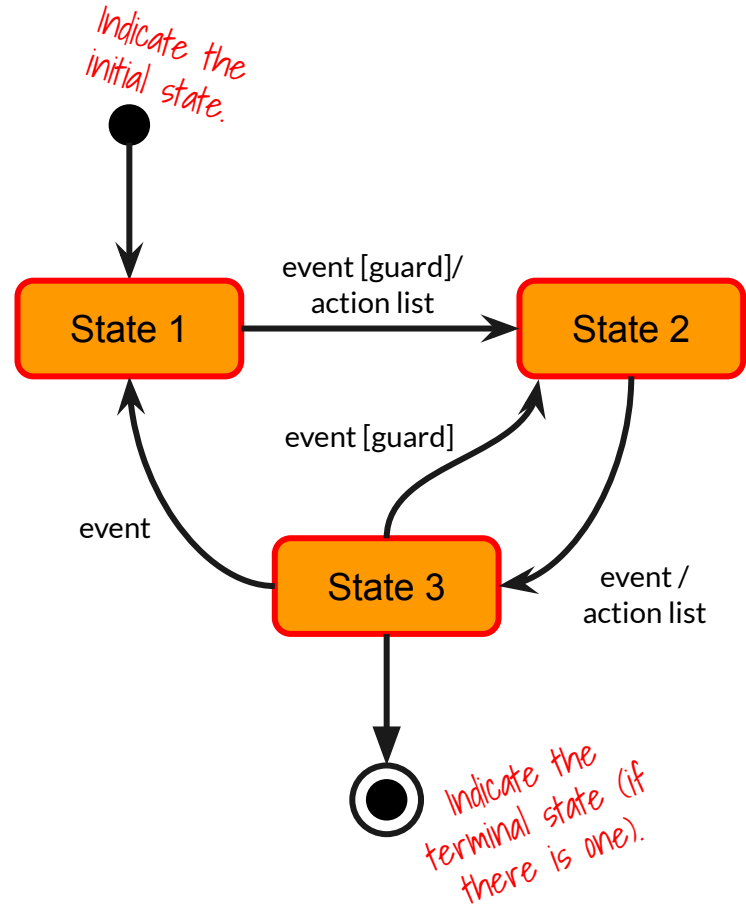 Indicate the
initial state.
event [guard]/
action list
State 1
State 2
event [guard]
event
State 3
event /
action list
Indicate the
terminal state (if
there is one).